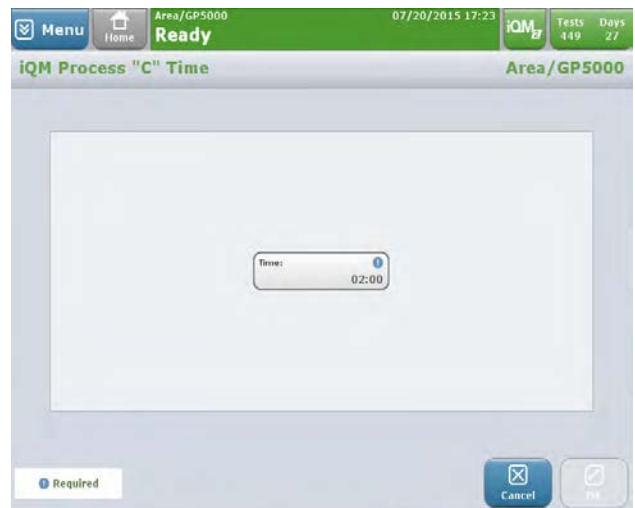 Menu
Home
Area/GP5000
Ready
07/20/2015 17:23
iQM2
Tests Days
449 27
iQM Process "C" Time
Area/GP5000
Time:
02:00
Required
Cancel